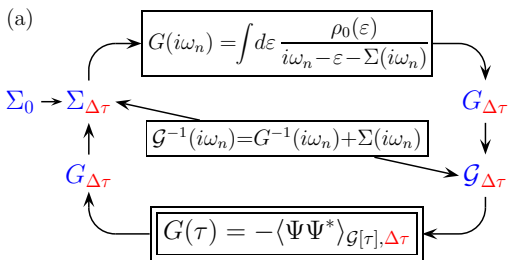 (a)
G(iω_n) = ∫dε ρ_0(ε) / (iω_n − ε − Σ(iω_n))
Σ_0 → Σ_Δτ
G_Δτ
𝒢^{-1}(iω_n)=G^{-1}(iω_n)+Σ(iω_n)
G_Δτ
𝒢_Δτ
G(τ) = −⟨ΨΨ*⟩_{𝒢[τ],Δτ}